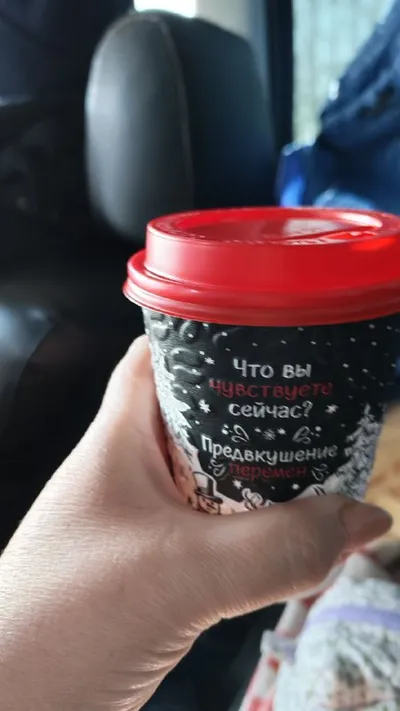 Что вы
чувствуете
сейчас?
Предвкушение
перемен